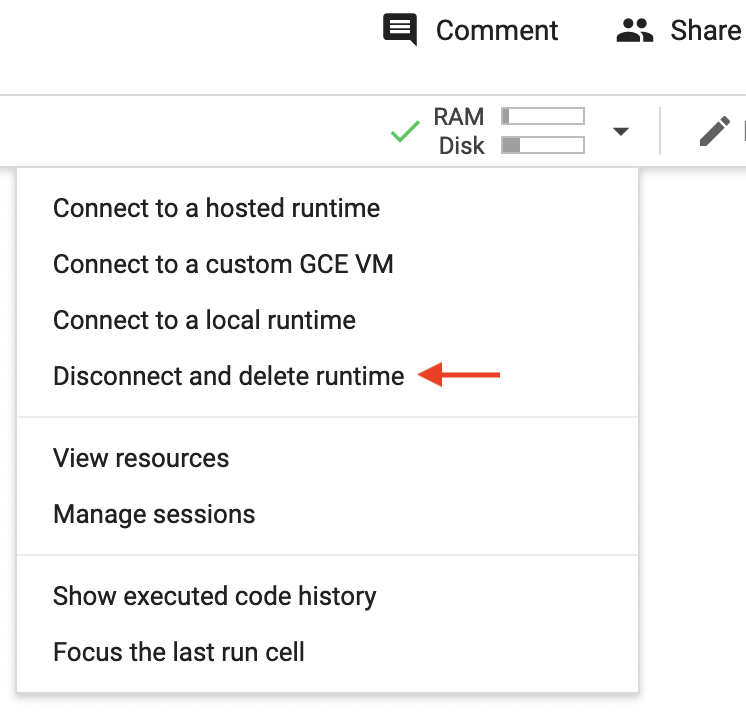 Comment Share
RAM
Disk
Connect to a hosted runtime
Connect to a custom GCE VM
Connect to a local runtime
Disconnect and delete runtime
View resources
Manage sessions
Show executed code history
Focus the last run cell